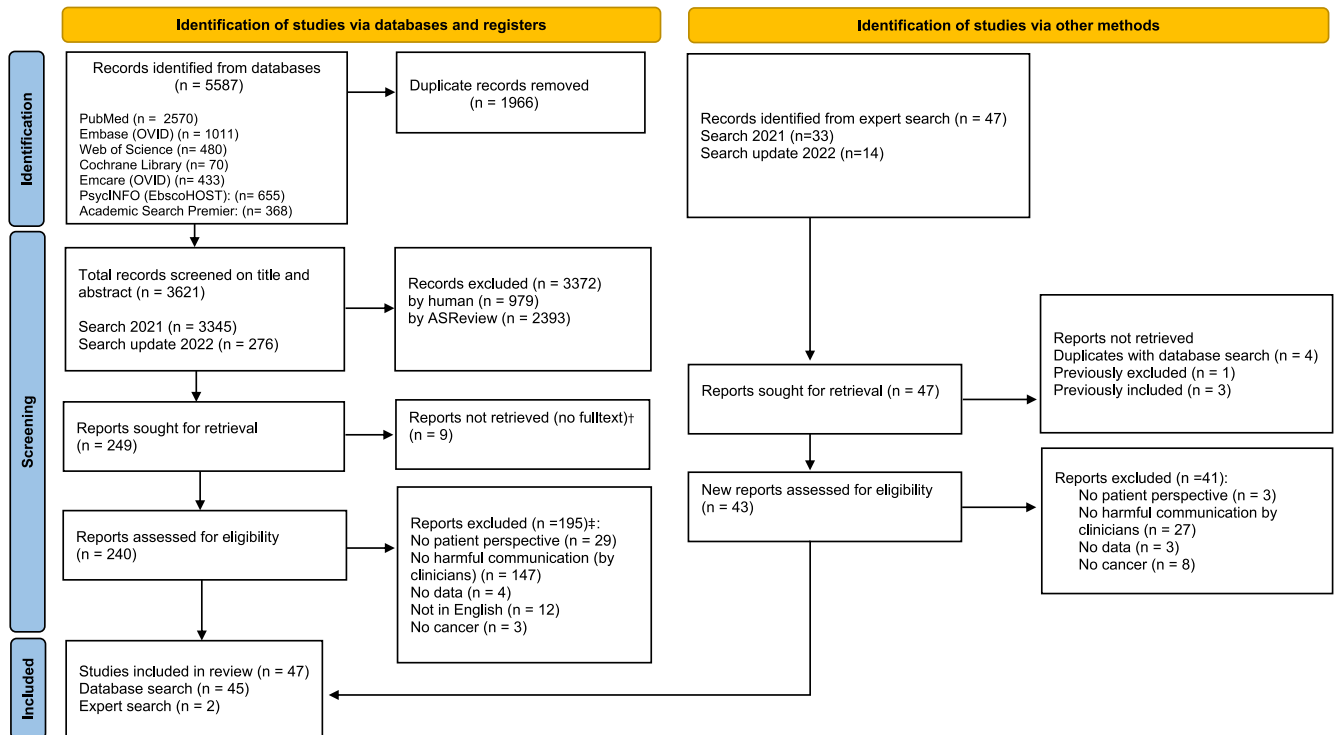 Identification of studies via databases and registers
Identification of studies via other methods
Identification
Records identified from databases
(n = 5587)
PubMed (n =  2570)
Embase (OVID) (n = 1011)
Web of Science (n= 480)
Cochrane Library (n= 70)
Emcare (OVID) (n= 433)
PsycINFO (EbscoHOST): (n= 655)
Academic Search Premier: (n= 368)
Duplicate records removed
(n = 1966)
Records identified from expert search (n = 47)
Search 2021 (n=33)
Search update 2022 (n=14)
Screening
Total records screened on title and
abstract (n = 3621)
Search 2021 (n = 3345)
Search update 2022 (n = 276)
Records excluded (n = 3372)
by human (n = 979)
by ASReview (n = 2393)
Reports sought for retrieval
(n = 249)
Reports not retrieved (no fulltext)†
(n = 9)
Reports sought for retrieval (n = 47)
Reports not retrieved
Duplicates with database search (n = 4)
Previously excluded (n = 1)
Previously included (n = 3)
Reports assessed for eligibility
(n = 240)
Reports excluded (n =195)‡:
No patient perspective (n = 29)
No harmful communication (by
clinicians) (n = 147)
No data (n = 4)
Not in English (n = 12)
No cancer (n = 3)
New reports assessed for eligibility
(n = 43)
Reports excluded (n =41):
No patient perspective (n = 3)
No harmful communication by
clinicians (n = 27)
No data (n = 3)
No cancer (n = 8)
Included
Studies included in review (n = 47)
Database search (n = 45)
Expert search (n = 2)